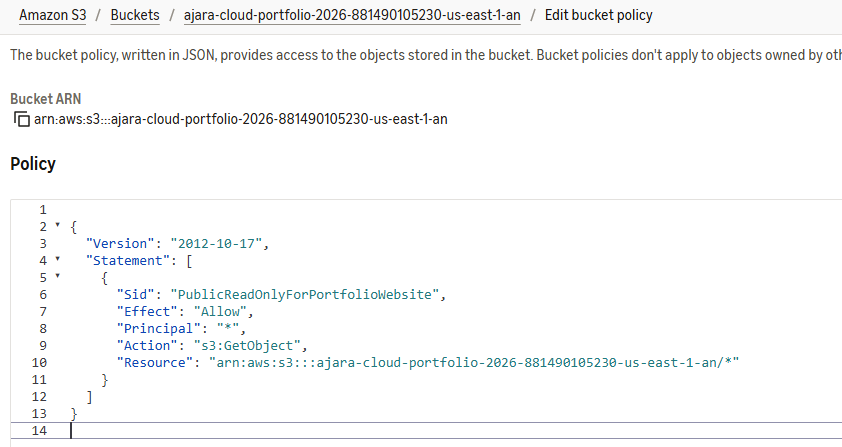 Amazon S3 / Buckets / ajara-cloud-portfolio-2026-881490105230-us-east-1-an / Edit bucket policy
The bucket policy, written in JSON, provides access to the objects stored in the bucket. Bucket policies don't apply to objects owned by
Bucket ARN
arn:aws:s3:::ajara-cloud-portfolio-2026-881490105230-us-east-1-an
Policy
1
2 {
3   "Version": "2012-10-17",
4   "Statement": [
5     {
6       "Sid": "PublicReadOnlyForPortfolioWebsite",
7       "Effect": "Allow",
8       "Principal": "*",
9       "Action": "s3:GetObject",
10       "Resource": "arn:aws:s3:::ajara-cloud-portfolio-2026-881490105230-us-east-1-an/*"
11     }
12   ]
13 }
14